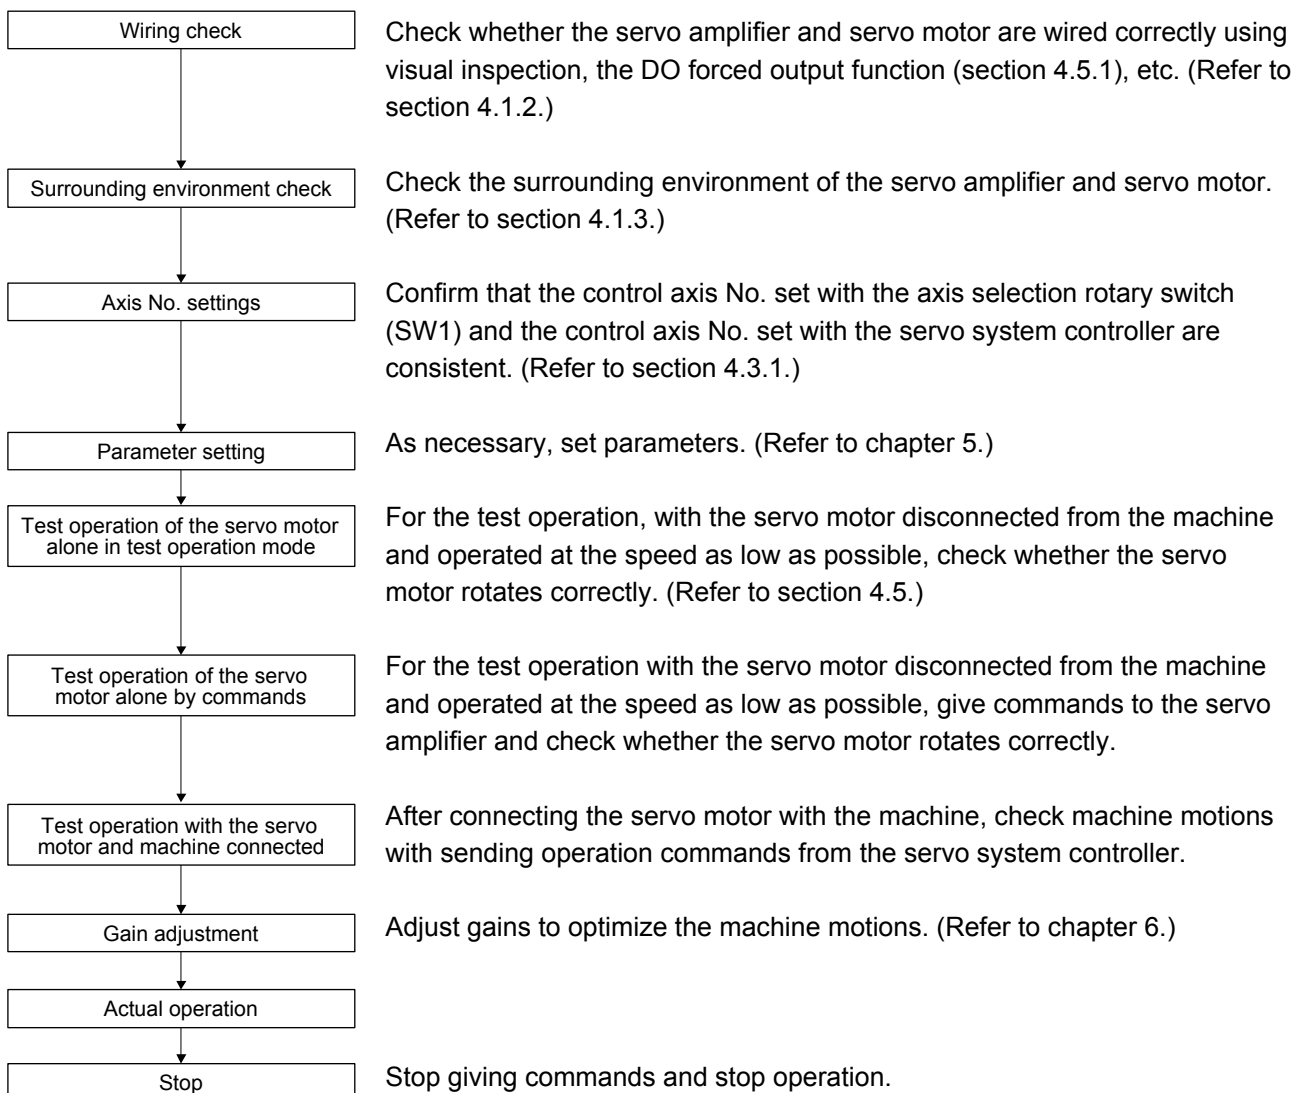 Wiring check
Check whether the servo amplifier and servo motor are wired correctly using
visual inspection, the DO forced output function (section 4.5.1), etc. (Refer to
section 4.1.2.)
Surrounding environment check
Check the surrounding environment of the servo amplifier and servo motor.
(Refer to section 4.1.3.)
Axis No. settings
Confirm that the control axis No. set with the axis selection rotary switch
(SW1) and the control axis No. set with the servo system controller are
consistent. (Refer to section 4.3.1.)
Parameter setting
As necessary, set parameters. (Refer to chapter 5.)
Test operation of the servo motor
alone in test operation mode
For the test operation, with the servo motor disconnected from the machine
and operated at the speed as low as possible, check whether the servo
motor rotates correctly. (Refer to section 4.5.)
Test operation of the servo
motor alone by commands
For the test operation with the servo motor disconnected from the machine
and operated at the speed as low as possible, give commands to the servo
amplifier and check whether the servo motor rotates correctly.
Test operation with the servo
motor and machine connected
After connecting the servo motor with the machine, check machine motions
with sending operation commands from the servo system controller.
Gain adjustment
Adjust gains to optimize the machine motions. (Refer to chapter 6.)
Actual operation
Stop
Stop giving commands and stop operation.